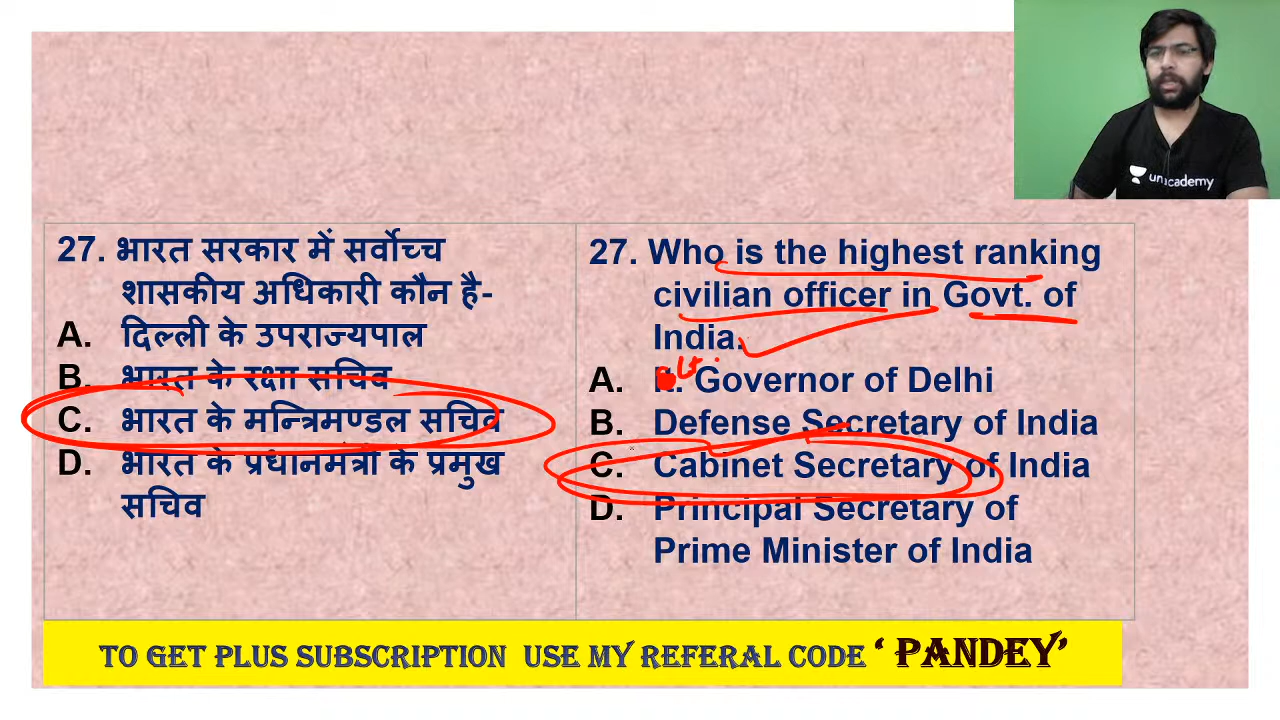 unacademy
27. भारत सरकार में सर्वोच्च
शासकीय अधिकारी कौन है-
A. दिल्ली के उपराज्यपाल
B. भारत के रक्षा सचिव
C. भारत के मन्त्रिमण्डल सचिव
D. भारत के प्रधानमंत्री के प्रमुख
सचिव
27. Who is the highest ranking
civilian officer in Govt. of
India.
A. Lt. Governor of Delhi
B. Defense Secretary of India
C. Cabinet Secretary of India
D. Principal Secretary of
Prime Minister of India
TO GET PLUS SUBSCRIPTION USE MY REFERAL CODE ‘ PANDEY’